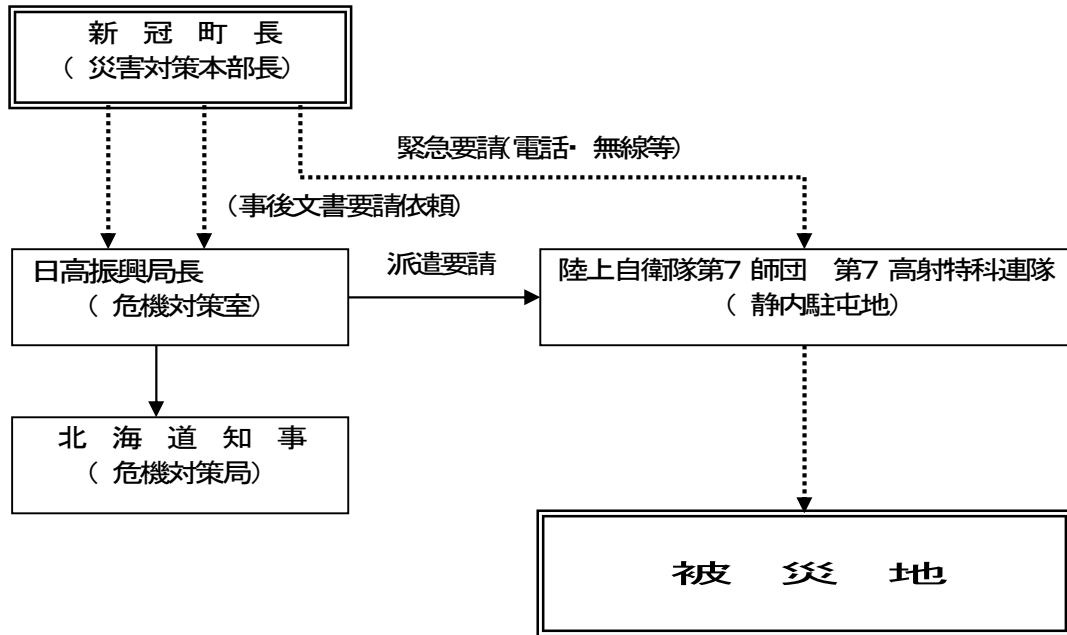 新 冠 町 長
（ 災害対策本部長）
緊急要請（電話・ 無線等）
（事後文書要請依頼）
日高振興局長
（ 危機対策室）
派遣要請
陸上自衛隊第7 師団 第7 高射特科連隊
（ 静内駐屯地）
北 海 道 知 事
（ 危機対策局）
被 災 地